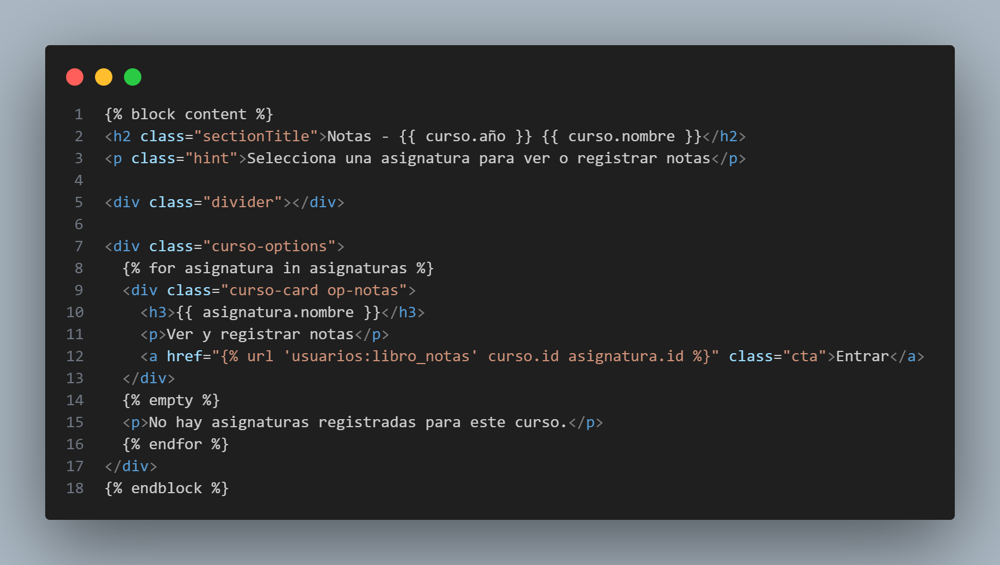 1 {% block content %}
2 <h2 class="sectionTitle">Notas - {{ curso.año }} {{ curso.nombre }}</h2>
3 <p class="hint">Selecciona una asignatura para ver o registrar notas</p>
4
5 <div class="divider"></div>
6
7 <div class="curso-options">
8   {% for asignatura in asignaturas %}
9   <div class="curso-card op-notas">
10     <h3>{{ asignatura.nombre }}</h3>
11     <p>Ver y registrar notas</p>
12     <a href="{% url 'usuarios:libro_notas' curso.id asignatura.id %}" class="cta">Entrar</a>
13   </div>
14   {% empty %}
15   <p>No hay asignaturas registradas para este curso.</p>
16   {% endfor %}
17 </div>
18 {% endblock %}